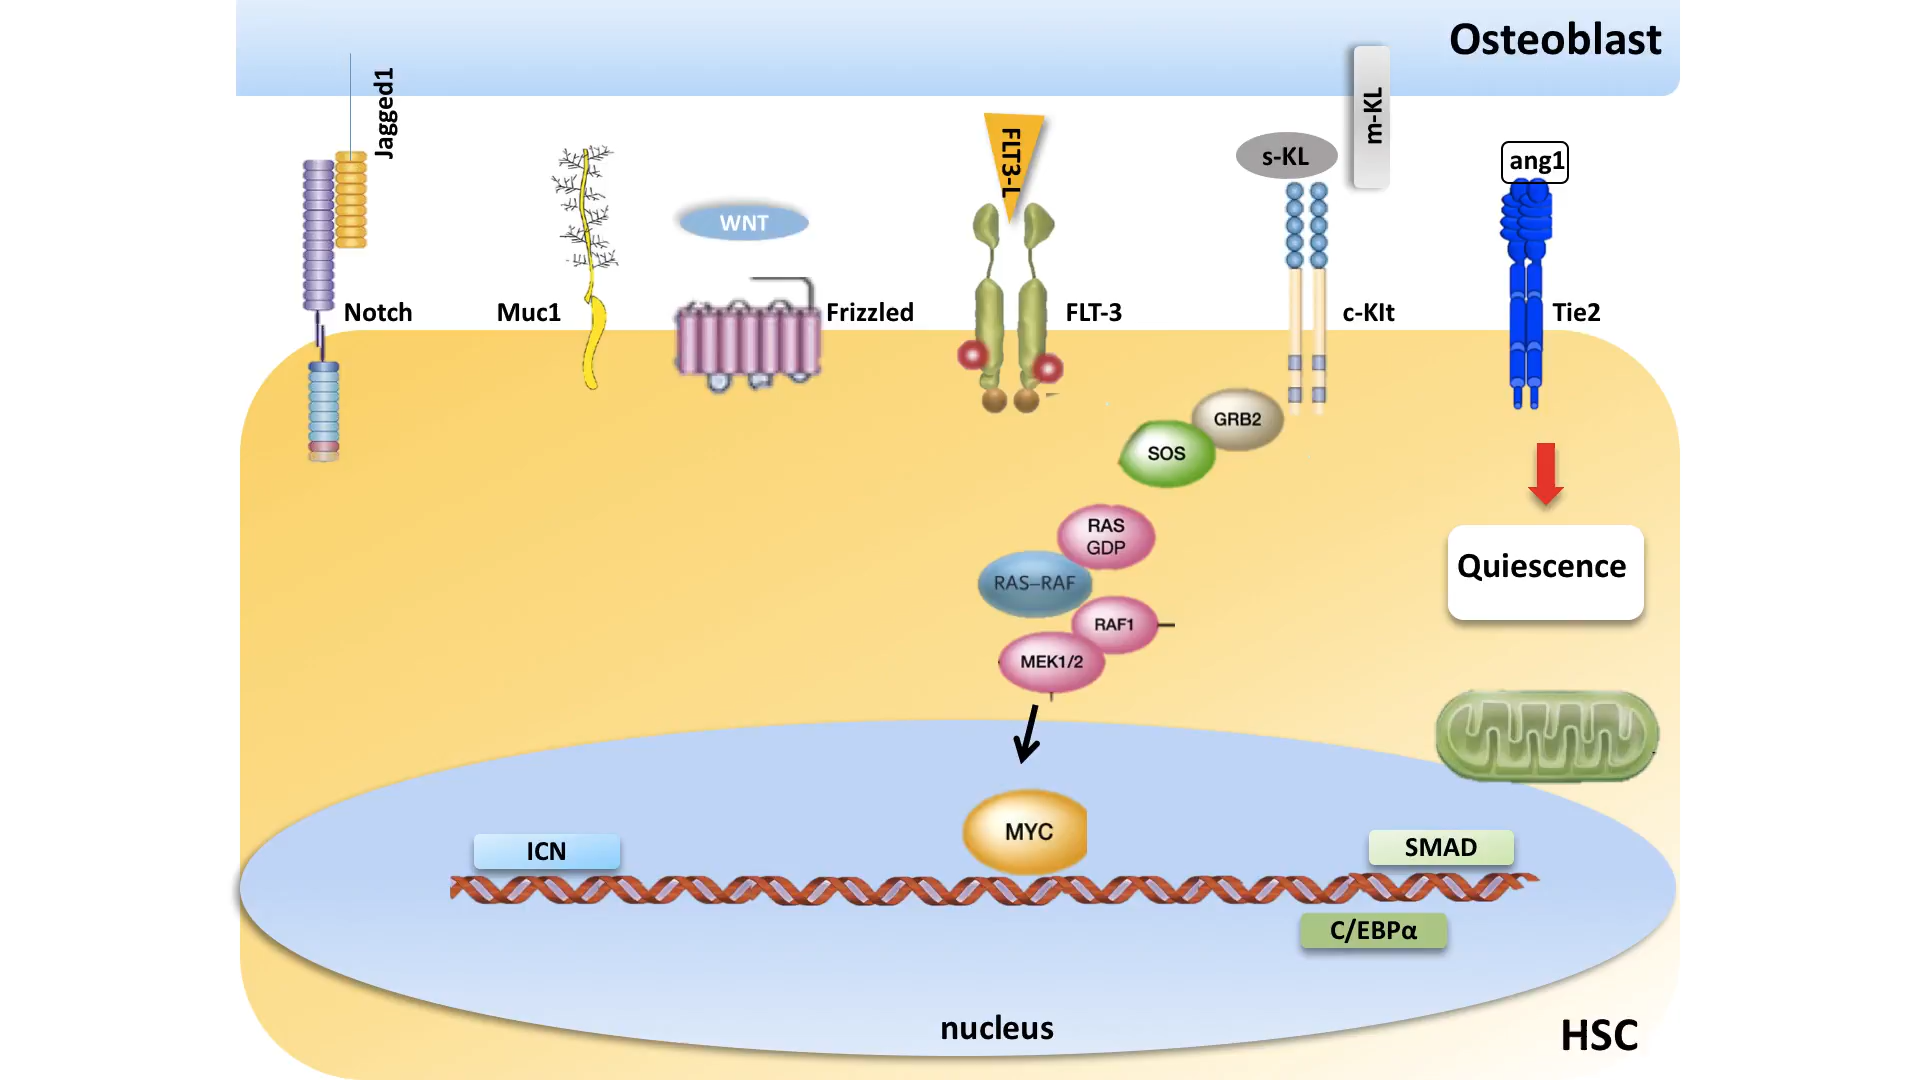 Osteoblast
Jagged1
m-KL
FLT3-L
s-KL
ang1
WNT
Notch
Muc1
Frizzled
FLT-3
c-KIt
Tie2
GRB2
SOS
RAS
GDP
RAS–RAF
Quiescence
RAF1
MEK1/2
MYC
ICN
SMAD
C/EBPα
nucleus
HSC